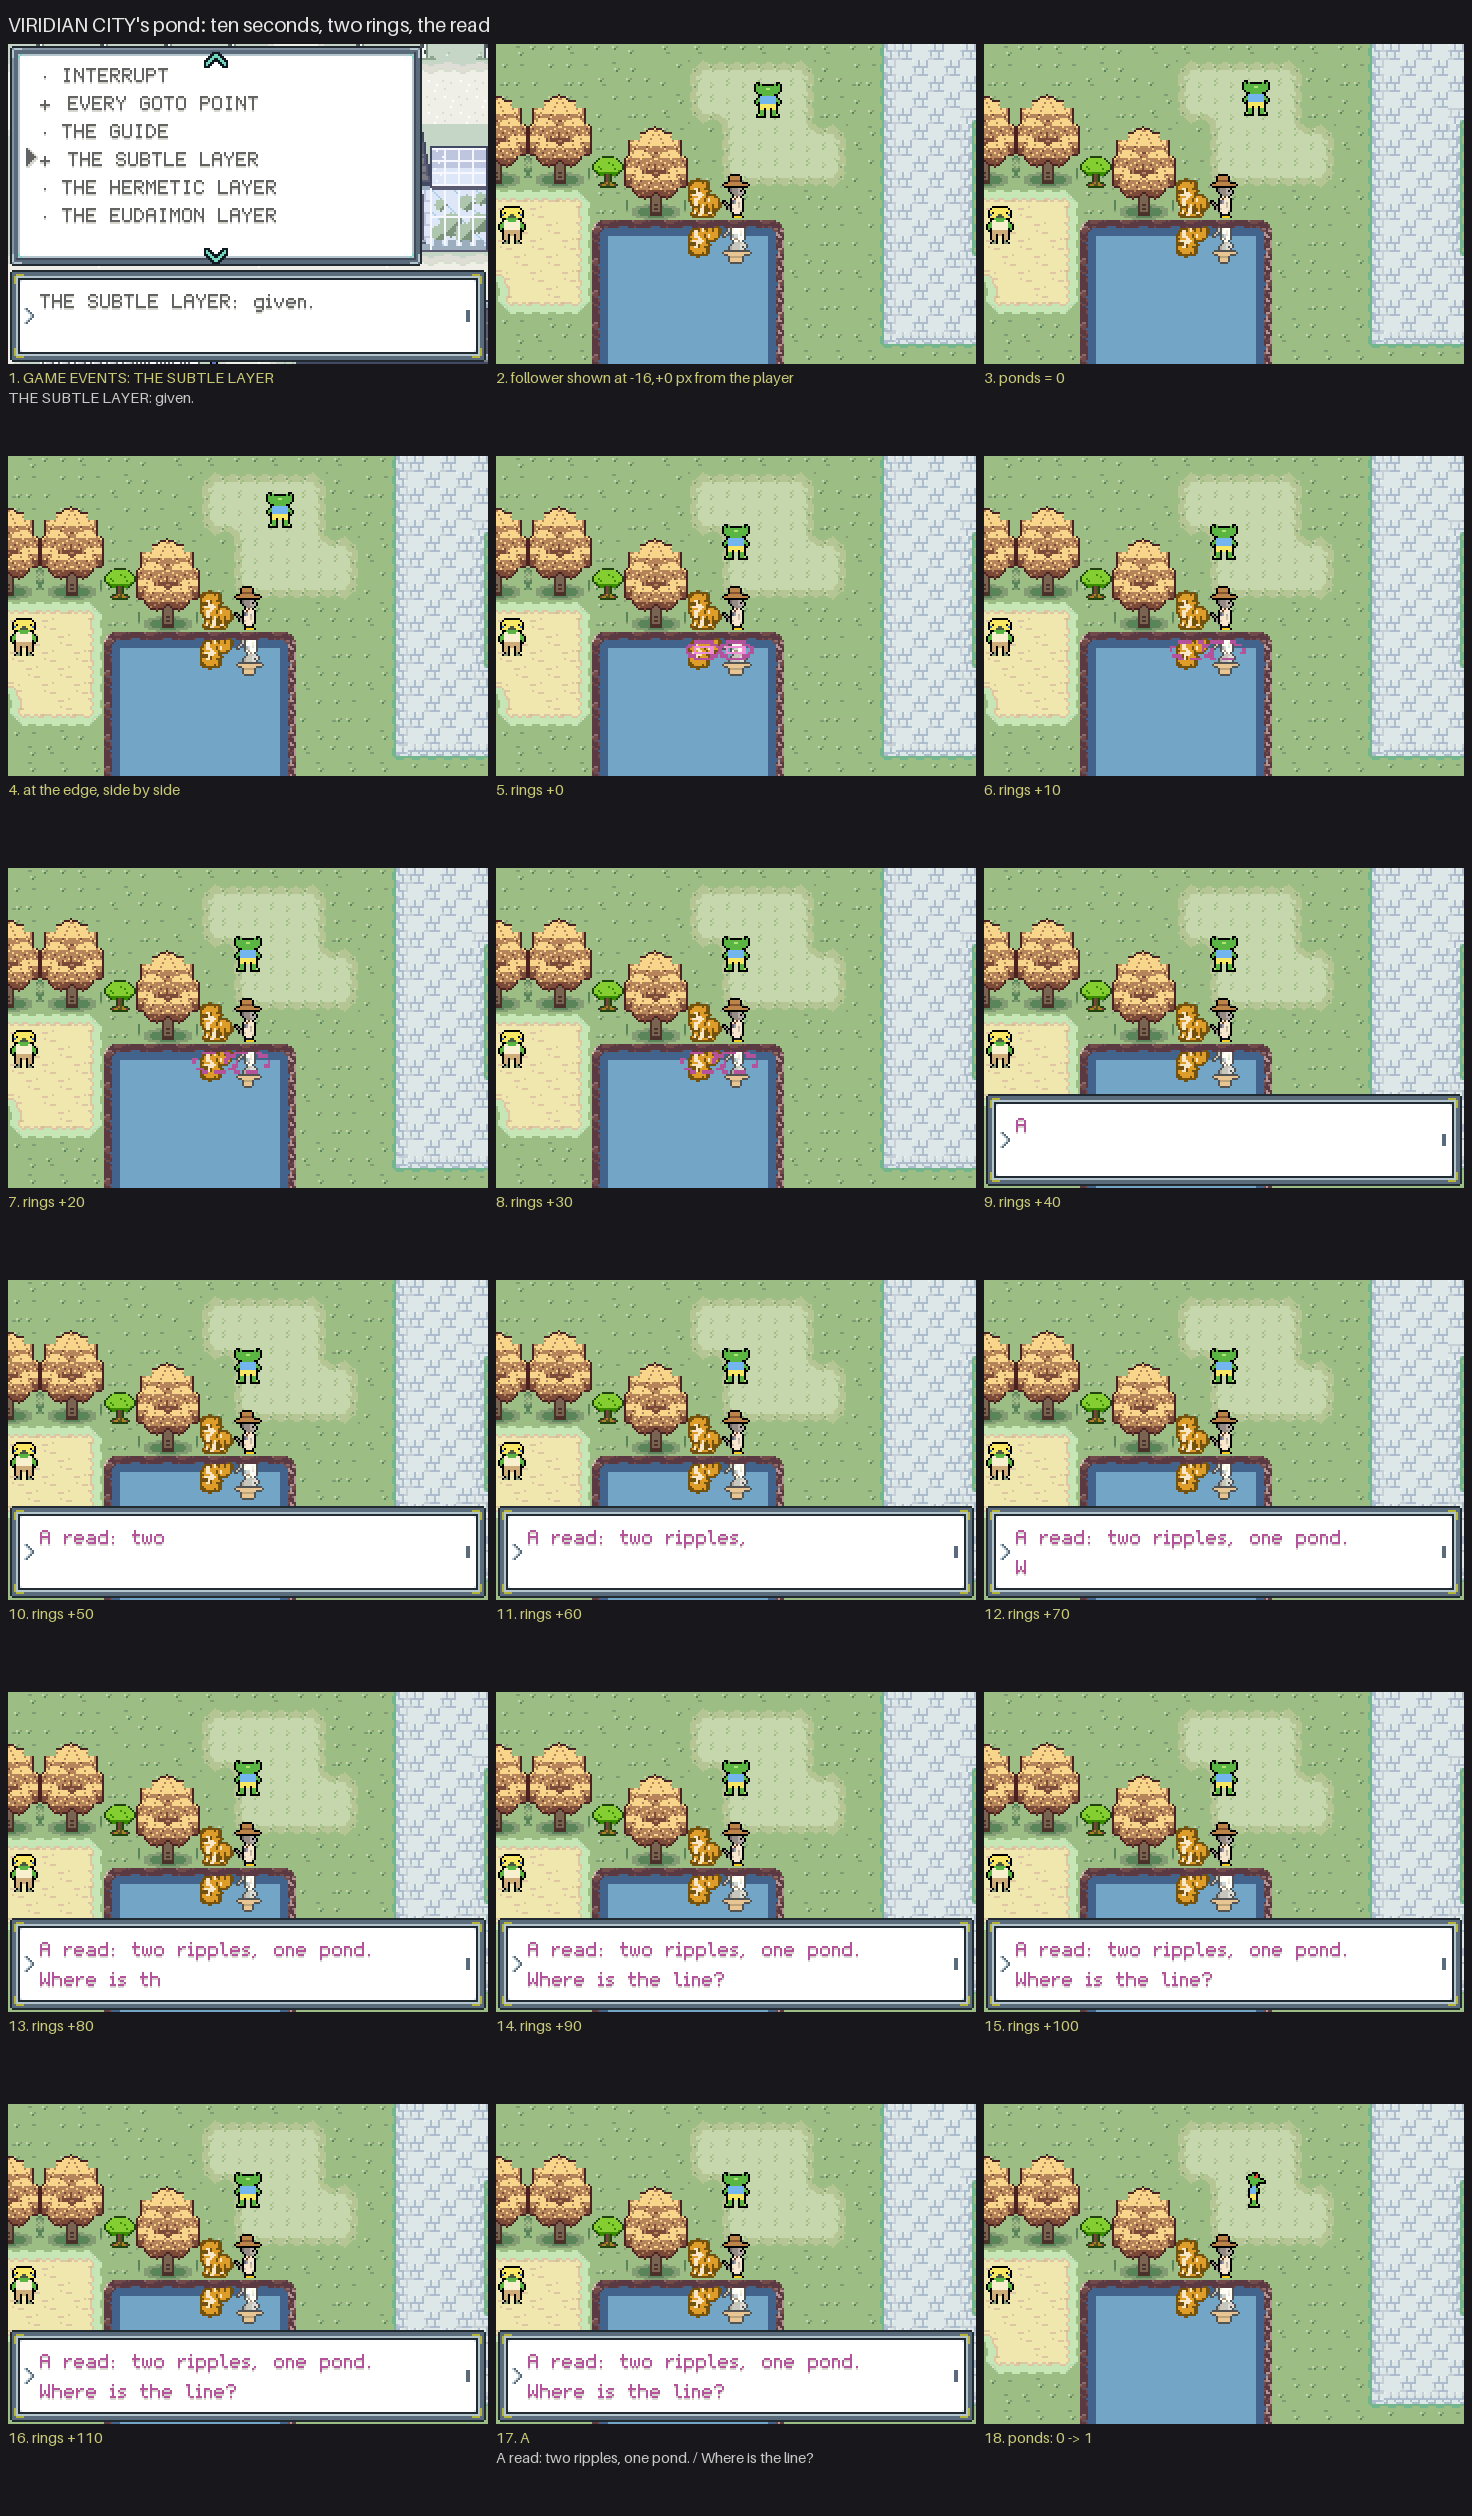 VIRIDIAN CITY's pond: ten seconds, two rings, the read
· INTERRUPT
+ EVERY GOTO POINT
· THE GUIDE
+ THE SUBTLE LAYER
· THE HERMETIC LAYER
· THE EUDAIMON LAYER
THE SUBTLE LAYER: given.
1. GAME EVENTS: THE SUBTLE LAYER
THE SUBTLE LAYER: given.
2. follower shown at -16,+0 px from the player
3. ponds = 0
4. at the edge, side by side
5. rings +0
6. rings +10
7. rings +20
8. rings +30
A
9. rings +40
A read: two
10. rings +50
A read: two ripples,
11. rings +60
A read: two ripples, one pond.
W
12. rings +70
A read: two ripples, one pond.
Where is th
13. rings +80
A read: two ripples, one pond.
Where is the line?
14. rings +90
A read: two ripples, one pond.
Where is the line?
15. rings +100
A read: two ripples, one pond.
Where is the line?
16. rings +110
A read: two ripples, one pond.
Where is the line?
17. A
A read: two ripples, one pond. / Where is the line?
18. ponds: 0 -> 1